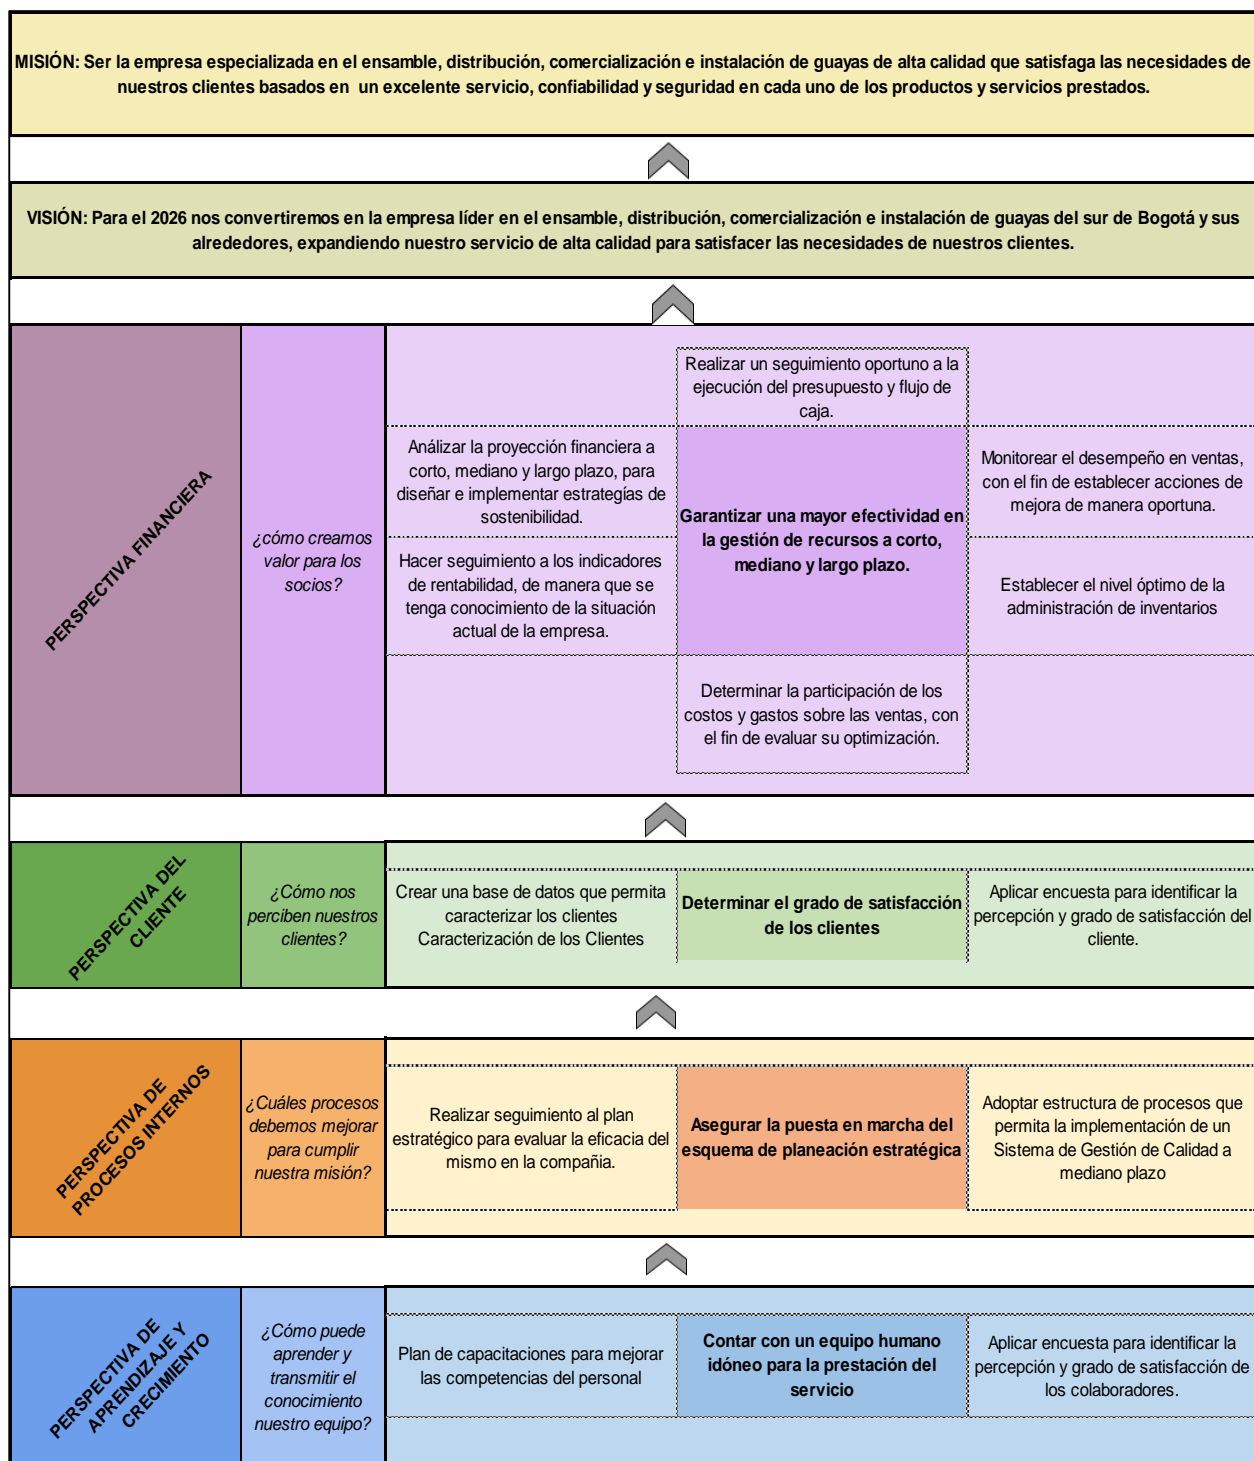 MISIÓN: Ser la empresa especializada en el ensamble, distribución, comercialización e instalación de guayas de alta calidad que satisfaga las necesidades de
nuestros clientes basados en un excelente servicio, confiabilidad y seguridad en cada uno de los productos y servicios prestados.
VISIÓN: Para el 2026 nos convertiremos en la empresa líder en el ensamble, distribución, comercialización e instalación de guayas del sur de Bogotá y sus
alrededores, expandiendo nuestro servicio de alta calidad para satisfacer las necesidades de nuestros clientes.
PERSPECTIVA FINANCIERA
¿cómo creamos
valor para los
socios?
Realizar un seguimiento oportuno a la
ejecución del presupuesto y flujo de
caja.
Análizar la proyección financiera a
corto, mediano y largo plazo, para
diseñar e implementar estrategías de
sostenibilidad.
Hacer seguimiento a los indicadores
de rentabilidad, de manera que se
tenga conocimiento de la situación
actual de la empresa.
Garantizar una mayor efectividad en
la gestión de recursos a corto,
mediano y largo plazo.
Monitorear el desempeño en ventas,
con el fin de establecer acciones de
mejora de manera oportuna.
Establecer el nivel óptimo de la
administración de inventarios
Determinar la participación de los
costos y gastos sobre las ventas, con
el fin de evaluar su optimización.
PERSPECTIVA DEL
CLIENTE
¿Cómo nos
perciben nuestros
clientes?
Crear una base de datos que permita
caracterizar los clientes
Caracterización de los Clientes
Determinar el grado de satisfacción
de los clientes
Aplicar encuesta para identificar la
percepción y grado de satisfacción del
cliente.
PERSPECTIVA DE
PROCESOS INTERNOS
¿Cuáles procesos
debemos mejorar
para cumplir
nuestra misión?
Realizar seguimiento al plan
estratégico para evaluar la eficacia del
mismo en la compañia.
Asegurar la puesta en marcha del
esquema de planeación estratégica
Adoptar estructura de procesos que
permita la implementación de un
Sistema de Gestión de Calidad a
mediano plazo
PERSPECTIVA DE
APRENDIZAJE Y
CRECIMIENTO
¿Cómo puede
aprender y
transmitir el
conocimiento
nuestro equipo?
Plan de capacitaciones para mejorar
las competencias del personal
Contar con un equipo humano
idóneo para la prestación del
servicio
Aplicar encuesta para identificar la
percepción y grado de satisfacción de
los colaboradores.